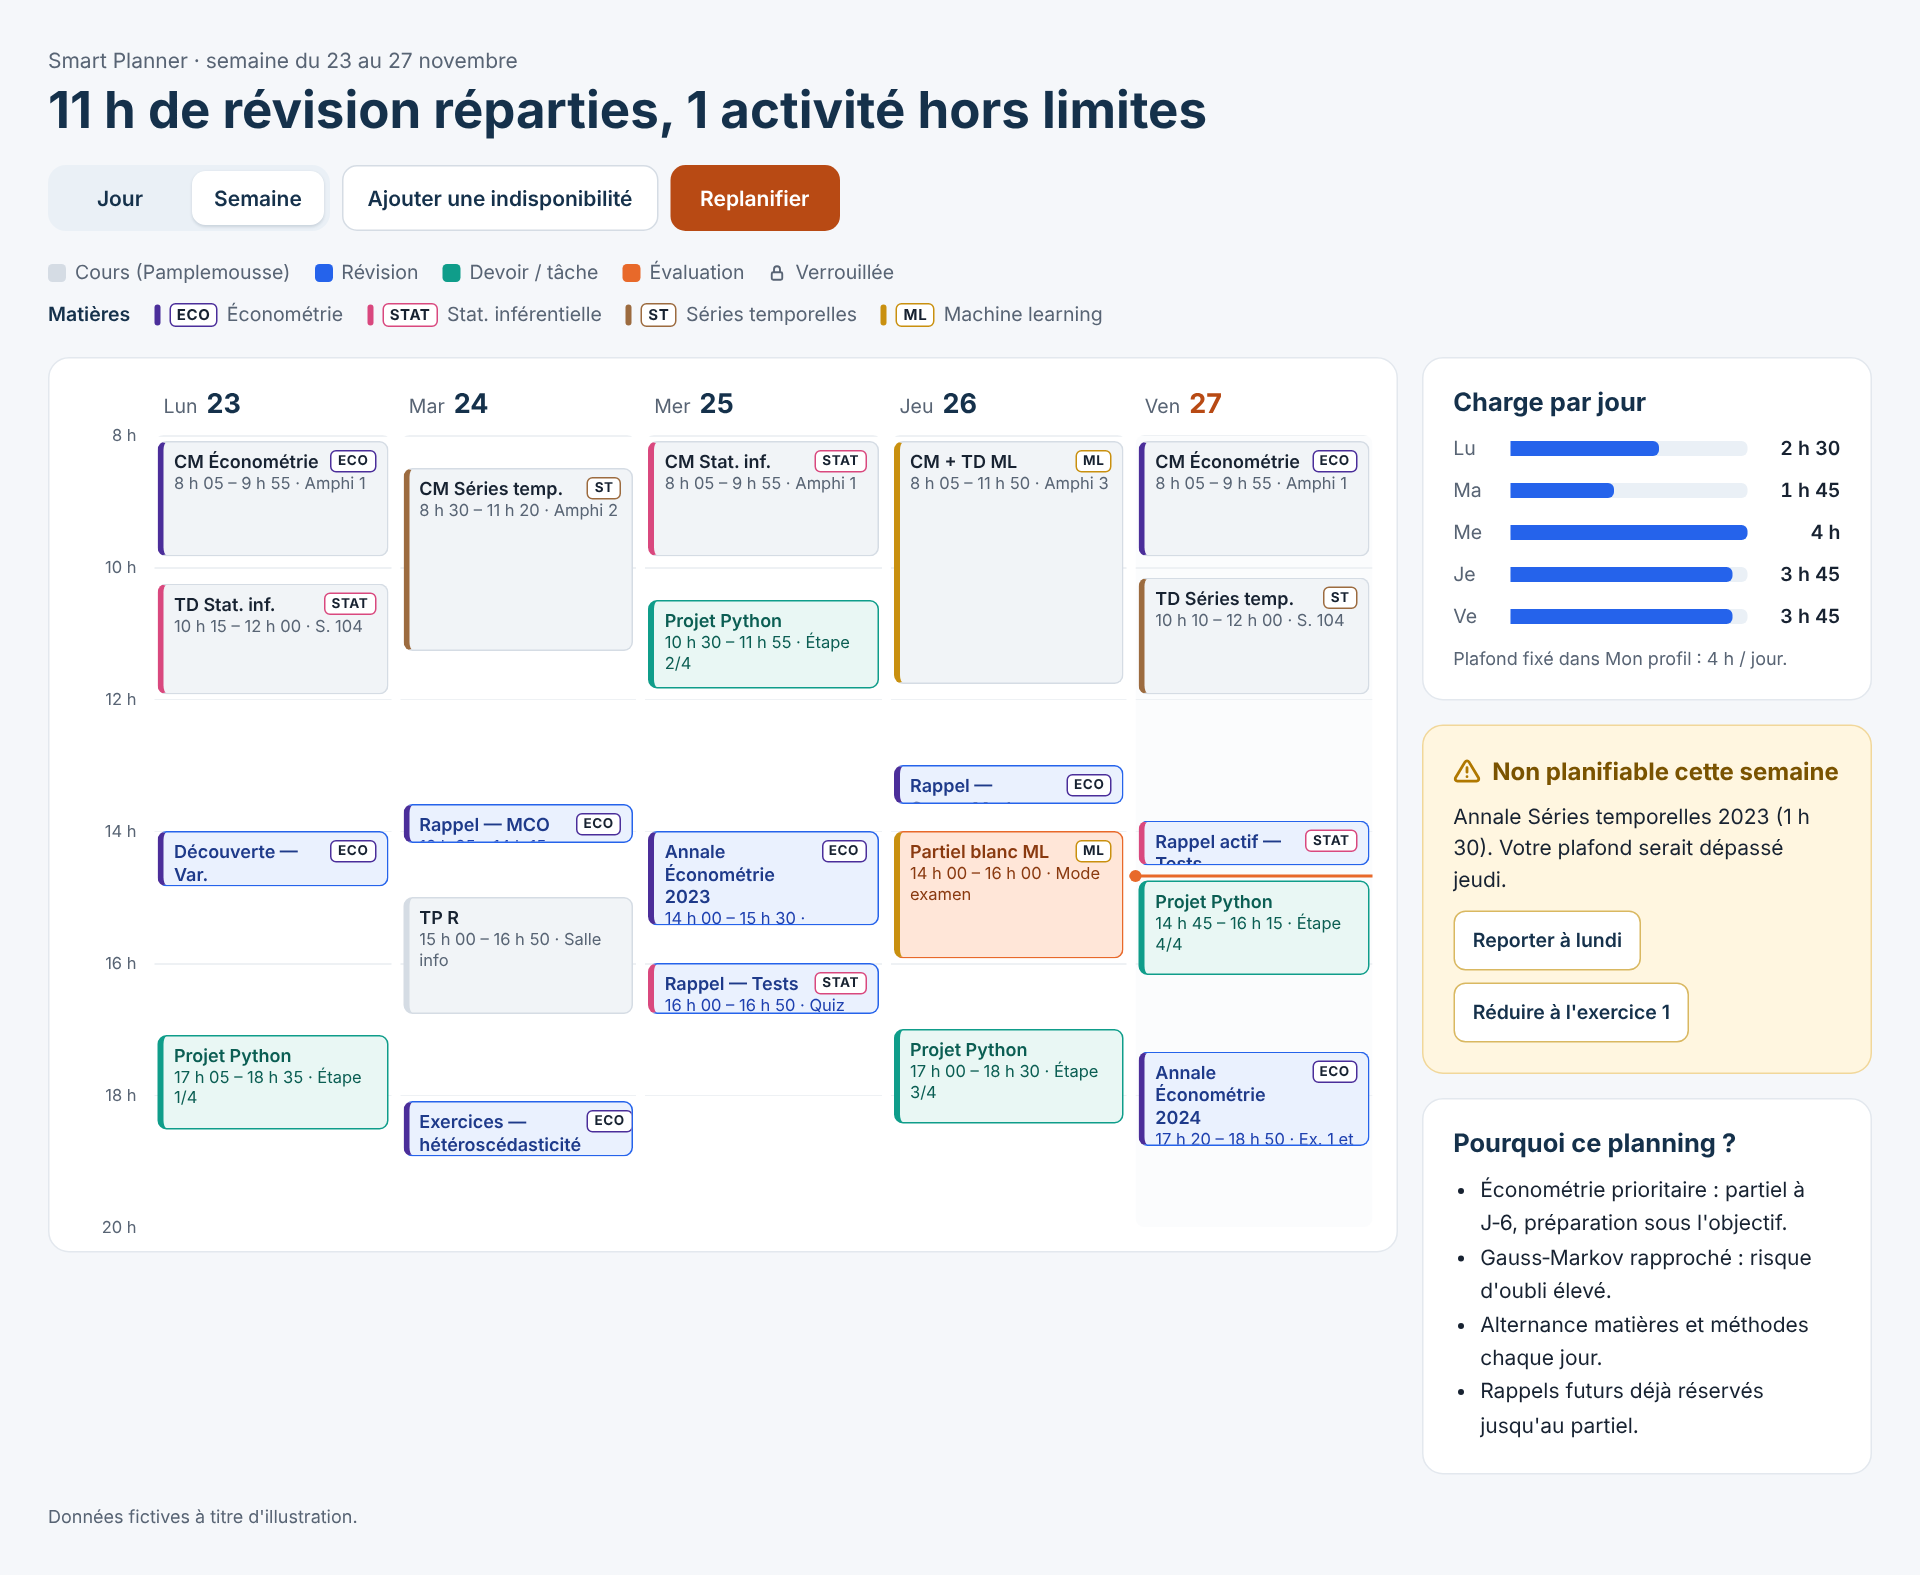 Smart Planner · semaine du 23 au 27 novembre
11 h de révision réparties, 1 activité hors limites
Jour
Semaine
Ajouter une indisponibilité
Replanifier
Cours (Pamplemousse)
Révision
Devoir / tâche
Évaluation
Verrouillée
Matières
ECO Économétrie
STAT Stat. inférentielle
ST Séries temporelles
ML Machine learning
Lun 23
Mar 24
Mer 25
Jeu 26
Ven 27
8 h
10 h
12 h
14 h
16 h
18 h
20 h
CM Économétrie ECO
8 h 05 – 9 h 55 · Amphi 1
TD Stat. inf. STAT
10 h 15 – 12 h 00 · S. 104
Découverte — ECO
Var.
Projet Python
17 h 05 – 18 h 35 · Étape
1/4
CM Séries temp. ST
8 h 30 – 11 h 20 · Amphi 2
Rappel — MCO ECO
TP R
15 h 00 – 16 h 50 · Salle
info
Exercices — ECO
hétéroscédasticité
CM Stat. inf. STAT
8 h 05 – 9 h 55 · Amphi 1
Projet Python
10 h 30 – 11 h 55 · Étape
2/4
Annale ECO
Économétrie
2023
14 h 00 – 15 h 30 ·
Rappel — Tests STAT
16 h 00 – 16 h 50 · Quiz
CM + TD ML ML
8 h 05 – 11 h 50 · Amphi 3
Rappel — ECO
Partiel blanc ML ML
14 h 00 – 16 h 00 · Mode
examen
Projet Python
17 h 00 – 18 h 30 · Étape
3/4
CM Économétrie ECO
8 h 05 – 9 h 55 · Amphi 1
TD Séries temp. ST
10 h 10 – 12 h 00 · S. 104
Rappel actif — STAT
Tests
Projet Python
14 h 45 – 16 h 15 · Étape
4/4
Annale ECO
Économétrie
2024
17 h 20 – 18 h 50 · Ex. 1 et
Charge par jour
Lu 2 h 30
Ma 1 h 45
Me 4 h
Je 3 h 45
Ve 3 h 45
Plafond fixé dans Mon profil : 4 h / jour.
Non planifiable cette semaine
Annale Séries temporelles 2023 (1 h
30). Votre plafond serait dépassé
jeudi.
Reporter à lundi
Réduire à l'exercice 1
Pourquoi ce planning ?
• Économétrie prioritaire : partiel à
J-6, préparation sous l'objectif.
• Gauss-Markov rapproché : risque
d'oubli élevé.
• Alternance matières et méthodes
chaque jour.
• Rappels futurs déjà réservés
jusqu'au partiel.
Données fictives à titre d'illustration.